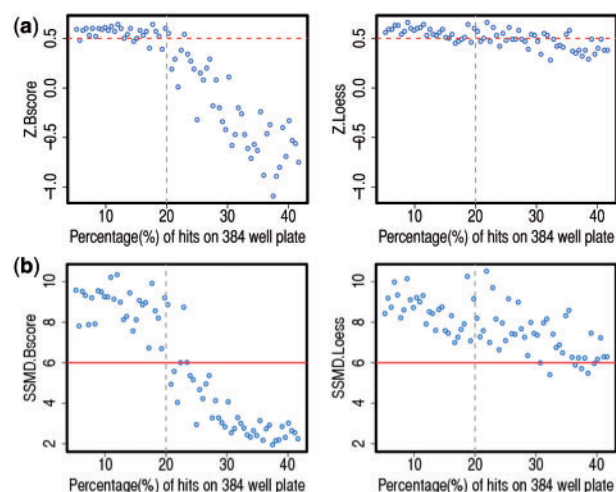 (a)
Z.Bscore
0.5
0.0
−0.5
−1.0
10 20 30 40
Percentage(%) of hits on 384 well plate
Z.Loess
0.5
0.0
−0.5
−1.0
10 20 30 40
Percentage(%) of hits on 384 well plate
(b)
SSMD.Bscore
10
8
6
4
2
10 20 30 40
Percentage(%) of hits on 384 well plate
SSMD.Loess
10
8
6
4
2
10 20 30 40
Percentage(%) of hits on 384 well plate